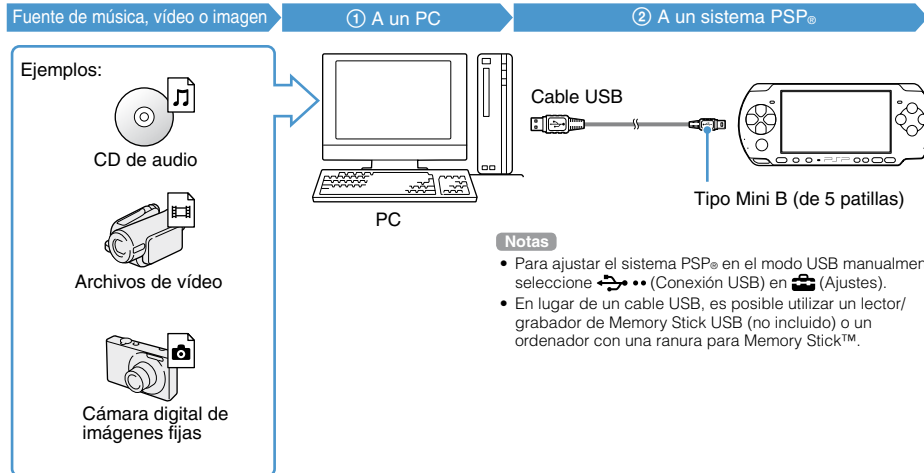 Fuente de música, vídeo o imagen
① A un PC
② A un sistema PSP®
Ejemplos:
CD de audio
Archivos de vídeo
Cámara digital de
imágenes fijas
PC
Cable USB
PSP
Tipo Mini B (de 5 patillas)
Notas
• Para ajustar el sistema PSP® en el modo USB manualmen
seleccione (Conexión USB) en (Ajustes).
• En lugar de un cable USB, es posible utilizar un lector/
grabador de Memory Stick USB (no incluido) o un
ordenador con una ranura para Memory Stick™.